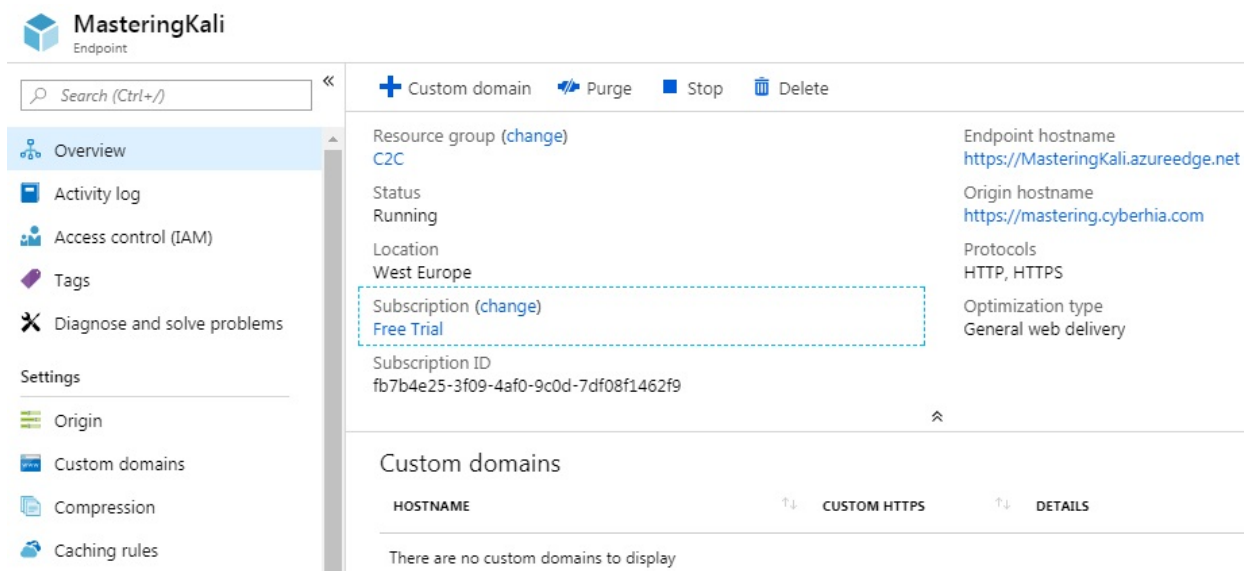 MasteringKali
Endpoint
Search (Ctrl+/)
«
Overview
Activity log
Access control (IAM)
Tags
Diagnose and solve problems
Settings
Origin
Custom domains
Compression
Caching rules
Custom domain Purge Stop Delete
Resource group (change)
C2C
Status
Running
Location
West Europe
Subscription (change)
Free Trial
Subscription ID
fb7b4e25-3f09-4af0-9c0d-7df08f1462f9
Endpoint hostname
https://MasteringKali.azureedge.net
Origin hostname
https://mastering.cyberhia.com
Protocols
HTTP, HTTPS
Optimization type
General web delivery
Custom domains
HOSTNAME CUSTOM HTTPS DETAILS
There are no custom domains to display